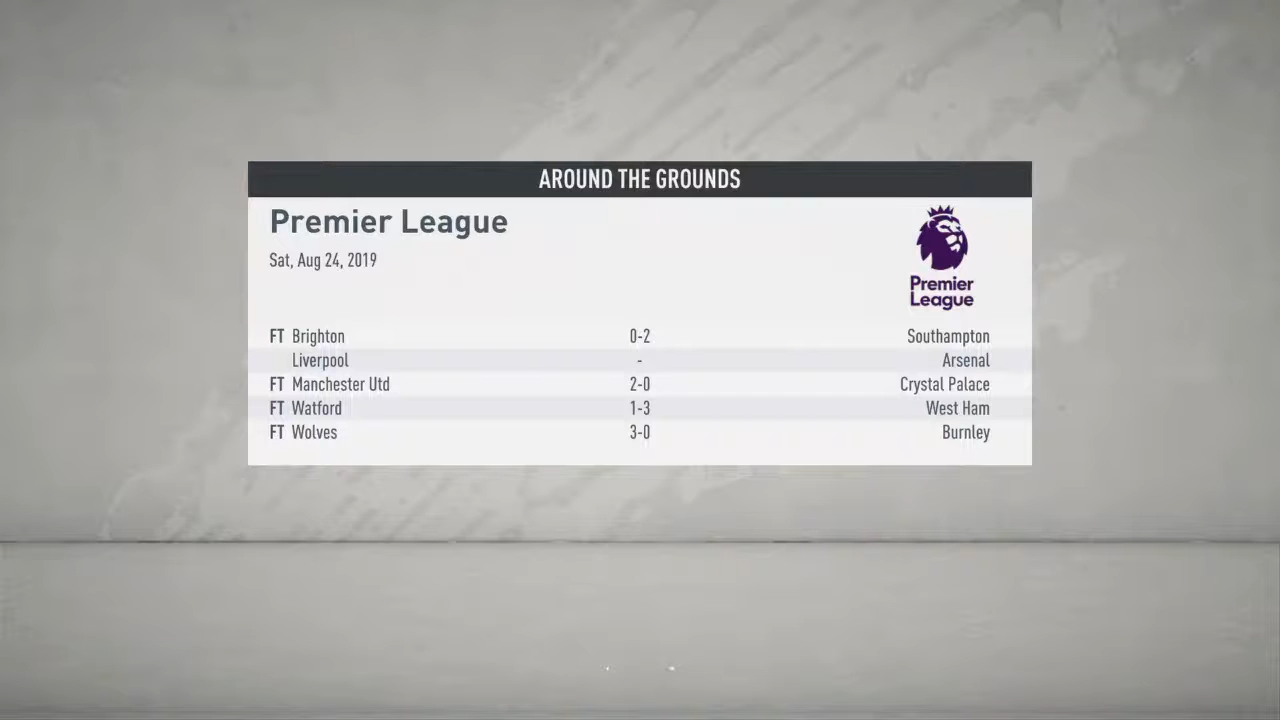 AROUND THE GROUNDS
Premier League
Sat, Aug 24, 2019
Premier
League
FT Brighton 0-2 Southampton
Liverpool - Arsenal
FT Manchester Utd 2-0 Crystal Palace
FT Watford 1-3 West Ham
FT Wolves 3-0 Burnley